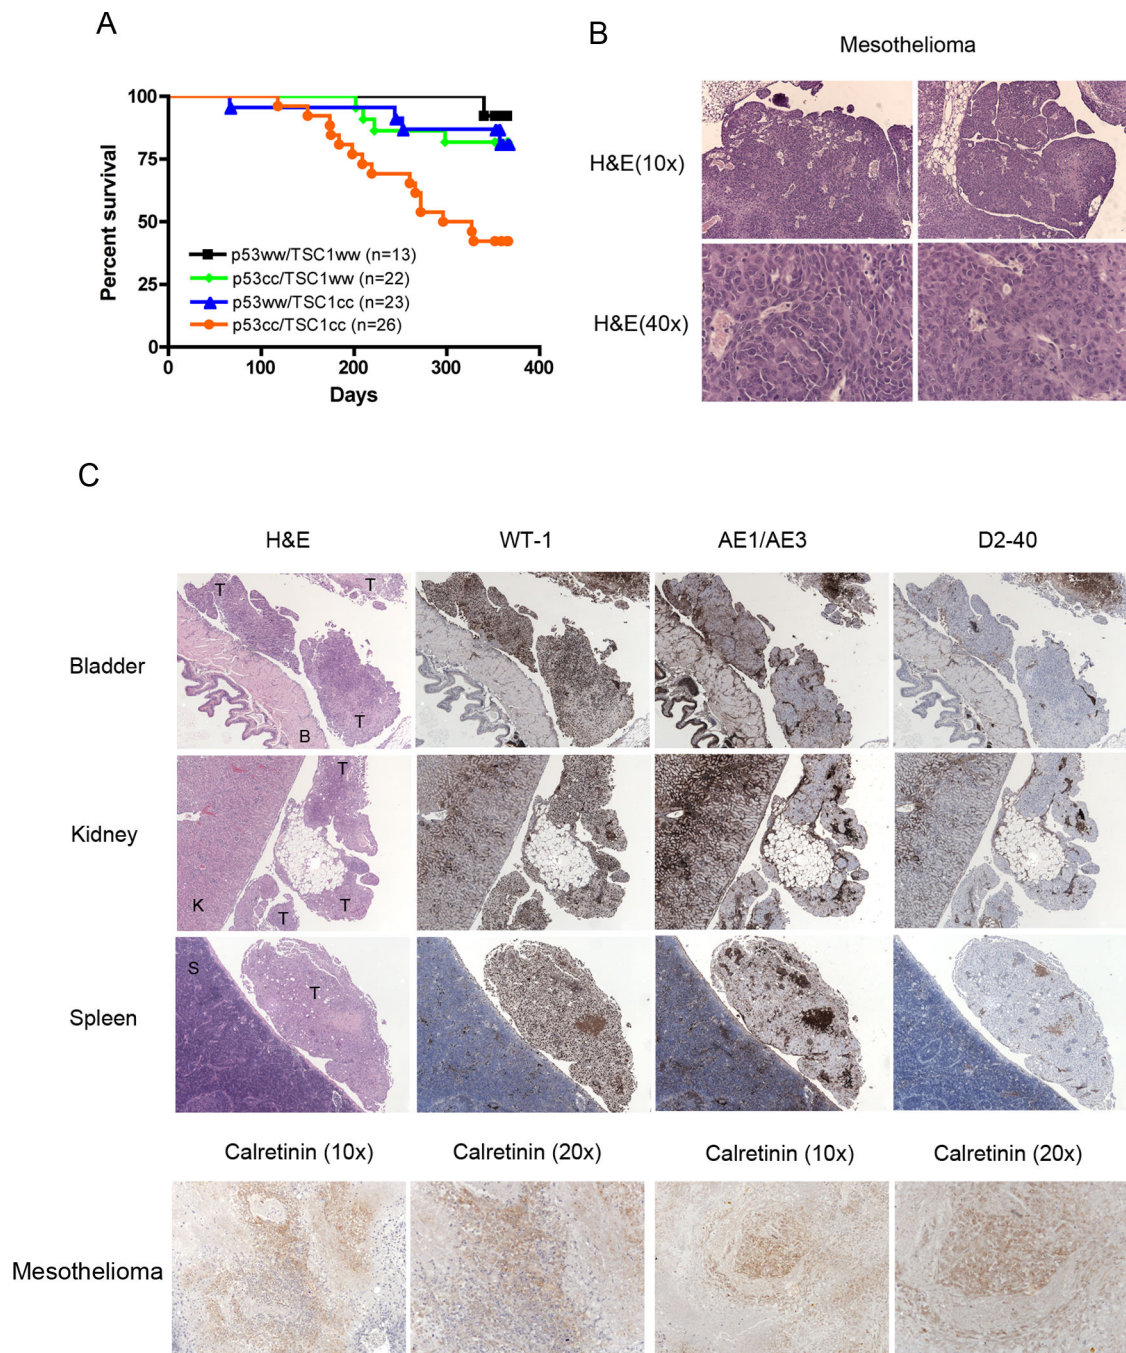 A
100
75
50
25
0
Percent survival
p53ww/TSC1ww (n=13)
p53cc/TSC1ww (n=22)
p53ww/TSC1cc (n=23)
p53cc/TSC1cc (n=26)
0 100 200 300 400
Days
B
Mesothelioma
H&E(10x)
H&E(40x)
C
H&E WT-1 AE1/AE3 D2-40
Bladder
T T
T
B
Kidney
T
K T T
Spleen
S
T
Calretinin (10x) Calretinin (20x) Calretinin (10x) Calretinin (20x)
Mesothelioma